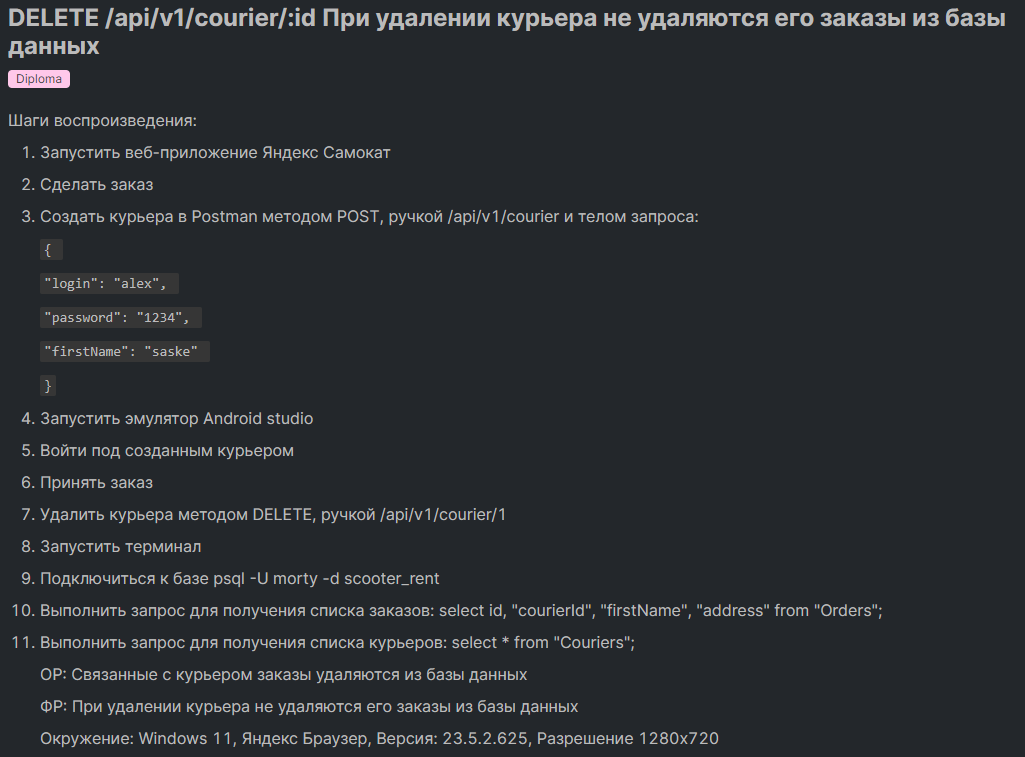 DELETE /api/v1/courier/:id При удалении курьера не удаляются его заказы из базы
данных
Diploma
Шаги воспроизведения:
1. Запустить веб-приложение Яндекс Самокат
2. Сделать заказ
3. Создать курьера в Postman методом POST, ручкой /api/v1/courier и телом запроса:
{
"login": "alex",
"password": "1234",
"firstName": "saske"
}
4. Запустить эмулятор Android studio
5. Войти под созданным курьером
6. Принять заказ
7. Удалить курьера методом DELETE, ручкой /api/v1/courier/1
8. Запустить терминал
9. Подключиться к базе psql -U morty -d scooter_rent
10. Выполнить запрос для получения списка заказов: select id, "courierId", "firstName", "address" from "Orders";
11. Выполнить запрос для получения списка курьеров: select * from "Couriers";
ОР: Связанные с курьером заказы удаляются из базы данных
ФР: При удалении курьера не удаляются его заказы из базы данных
Окружение: Windows 11, Яндекс Браузер, Версия: 23.5.2.625, Разрешение 1280x720